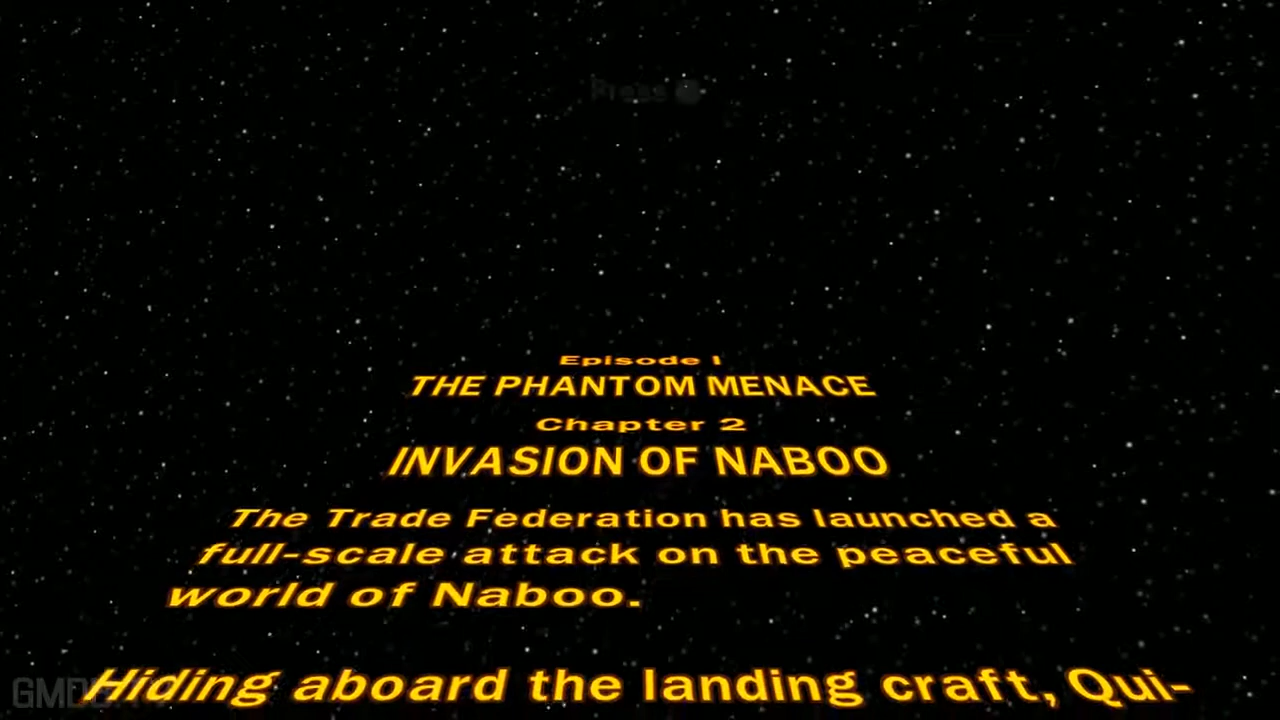 Press
Episode I
THE PHANTOM MENACE
Chapter 2
INVASION OF NABOO
The Trade Federation has launched a
full-scale attack on the peaceful
world of Naboo.
Hiding aboard the landing craft, Qui-